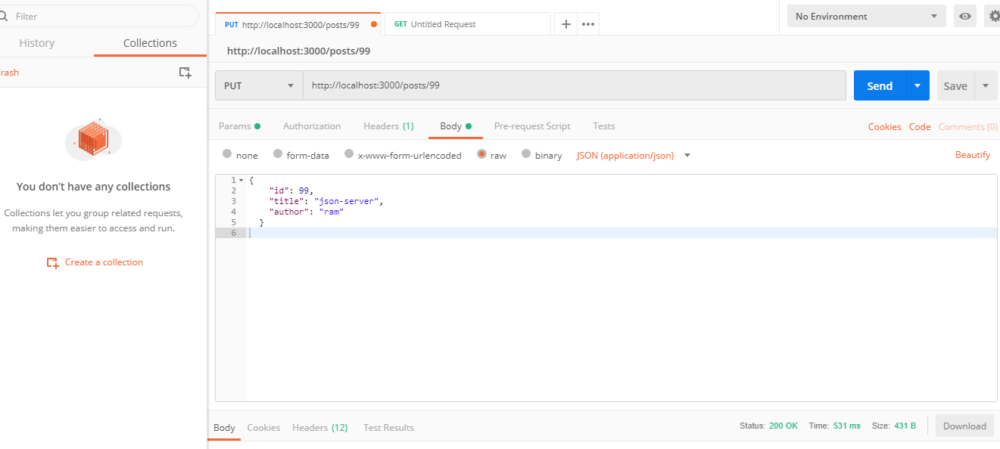 Filter
History Collections
rash
You don't have any collections
Collections let you group related requests,
making them easier to access and run.
Create a collection
PUT http://localhost:3000/posts/99
GET Untitled Request
No Environment
http://localhost:3000/posts/99
PUT http://localhost:3000/posts/99 Send Save
Params Authorization Headers (1) Body Pre-request Script Tests Cookies Code Comments (0)
none form-data x-www-form-urlencoded raw binary JSON (application/json) Beautify
1 {
2 "id": 99,
3 "title": "json-server",
4 "author": "ram"
5 }
6
Body Cookies Headers (12) Test Results Status: 200 OK Time: 531 ms Size: 431 B Download